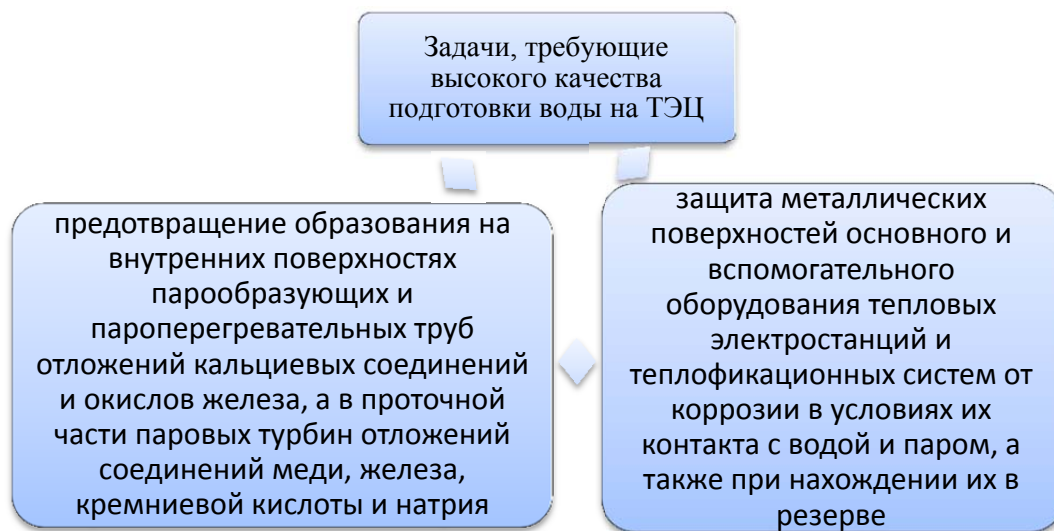 Задачи, требующие
высокого качества
подготовки воды на ТЭЦ
предотвращение образования на
внутренних поверхностях
парообразующих и
пароперегревательных труб
отложений кальциевых соединений
и окислов железа, а в проточной
части паровых турбин отложений
соединений меди, железа,
кремниевой кислоты и натрия
защита металлических
поверхностей основного и
вспомогательного
оборудования тепловых
электростанций и
теплофикационных систем от
коррозии в условиях их
контакта с водой и паром, а
также при нахождении их в
резерве